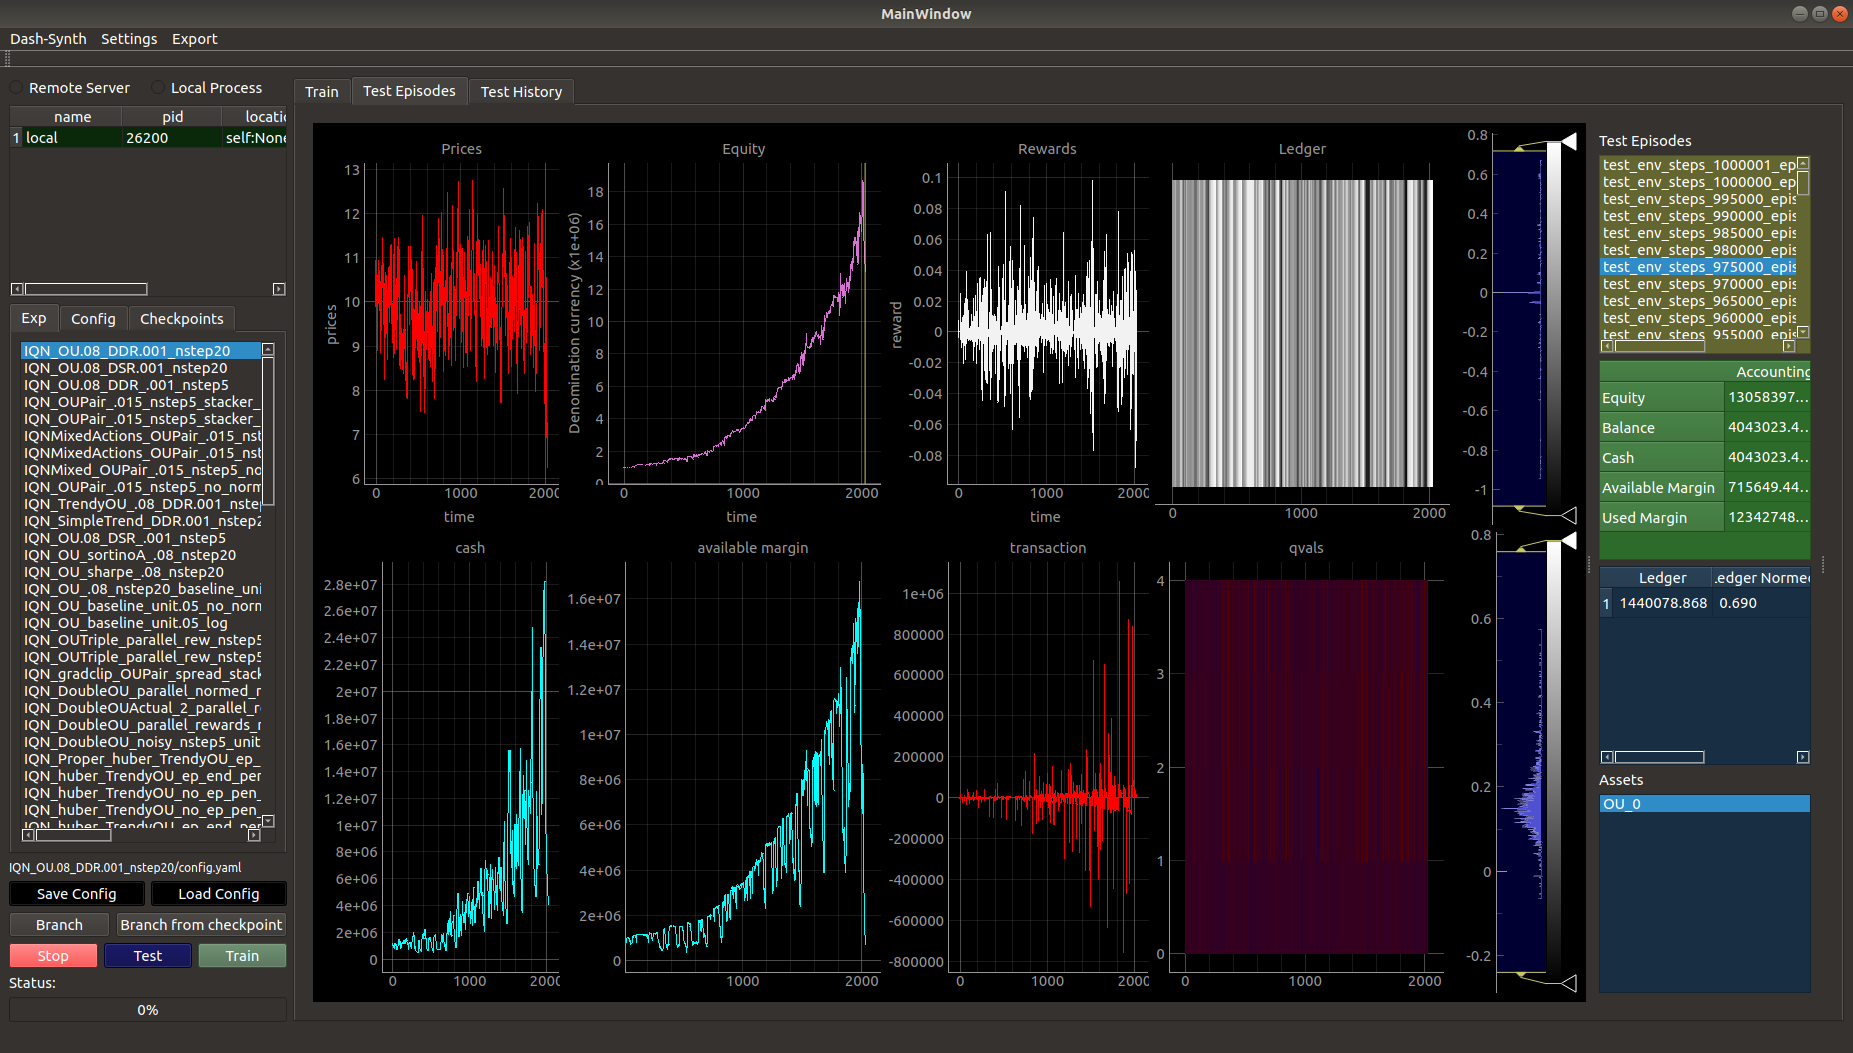 MainWindow
Dash-Synth Settings Export
Remote Server Local Process
name pid locatic
1 local 26200 self:None
Exp Config Checkpoints
IQN_OU.08_DDR.001_nstep20
IQN_OU.08_DSR.001_nstep20
IQN_OU.08_DDR_.001_nstep5
IQN_OUPair_.015_nstep5_stacker_
IQN_OUPair_.015_nstep5_stacker_
IQNMixedActions_OUPair_.015_nst
IQNMixedActions_OUPair_.015_nst
IQNMixed_OUPair_.015_nstep5_no
IQN_OUPair_.015_nstep5_no_norm
IQN_TrendyOU_.08_DDR.001_nste
IQN_SimpleTrend_DDR.001_nstep2
IQN_OU.08_DSR_.001_nstep5
IQN_OU_sortinoA_.08_nstep20
IQN_OU_sharpe_.08_nstep20
IQN_OU_.08_nstep20_baseline_uni
IQN_OU_baseline_unit.05_no_norn
IQN_OU_baseline_unit.05_log
IQN_OUTriple_parallel_rew_nstep5
IQN_OUTriple_parallel_rew_nstep5
IQN_gradclip_OUPair_spread_stack
IQN_DoubleOU_parallel_normed_r
IQN_DoubleOUActual_2_parallel_r
IQN_DoubleOU_parallel_rewards_r
IQN_DoubleOU_noisy_nstep5_unit
IQN_Proper_huber_TrendyOU_ep_
IQN_huber_TrendyOU_ep_end_per
IQN_huber_TrendyOU_no_ep_pen_
IQN_huber_TrendyOU_no_ep_pen_
IQN_huber_TrendyOU_ep_end_per
IQN_OU.08_DDR.001_nstep20/config.yaml
Save Config Load Config
Branch Branch from checkpoint
Stop Test Train
Status:
0%
Train Test Episodes Test History
Prices
13
12
11
10
9
8
7
6
prices
0 1000 2000
time
Equity
18
16
14
12
10
8
6
4
2
0
Denomination currency (x1e+06)
0 1000 2000
time
Rewards
0.1
0.08
0.06
0.04
0.02
0
-0.02
-0.04
-0.06
-0.08
reward
0 1000 2000
time
Ledger
0 1000 2000
0.8
0.6
0.4
0.2
0
-0.2
-0.4
-0.6
-0.8
-1
cash
2.8e+07
2.6e+07
2.4e+07
2.2e+07
2e+07
1.8e+07
1.6e+07
1.4e+07
1.2e+07
1e+07
8e+06
6e+06
4e+06
2e+06
0
0 1000 2000
available margin
1.6e+07
1.4e+07
1.2e+07
1e+07
8e+06
6e+06
4e+06
2e+06
0
1000 2000
transaction
1e+06
800000
600000
400000
200000
0
-200000
-400000
-600000
-800000
0 1000 2000
qvals
4
3
2
1
0
0 1000 2000
0.8
0.6
0.4
0.2
0
-0.2
Test Episodes
test_env_steps_1000001_ep
test_env_steps_1000000_ep
test_env_steps_995000_epis
test_env_steps_990000_epis
test_env_steps_985000_epis
test_env_steps_980000_epis
test_env_steps_975000_epis
test_env_steps_970000_epis
test_env_steps_965000_epis
test_env_steps_960000_epis
test_env_steps_955000_epis
Accounting
Equity 13058397...
Balance 4043023.4...
Cash 4043023.4...
Available Margin 715649.44...
Used Margin 12342748...
Ledger .edger Normed
1 1440078.868 0.690
Assets
OU_0